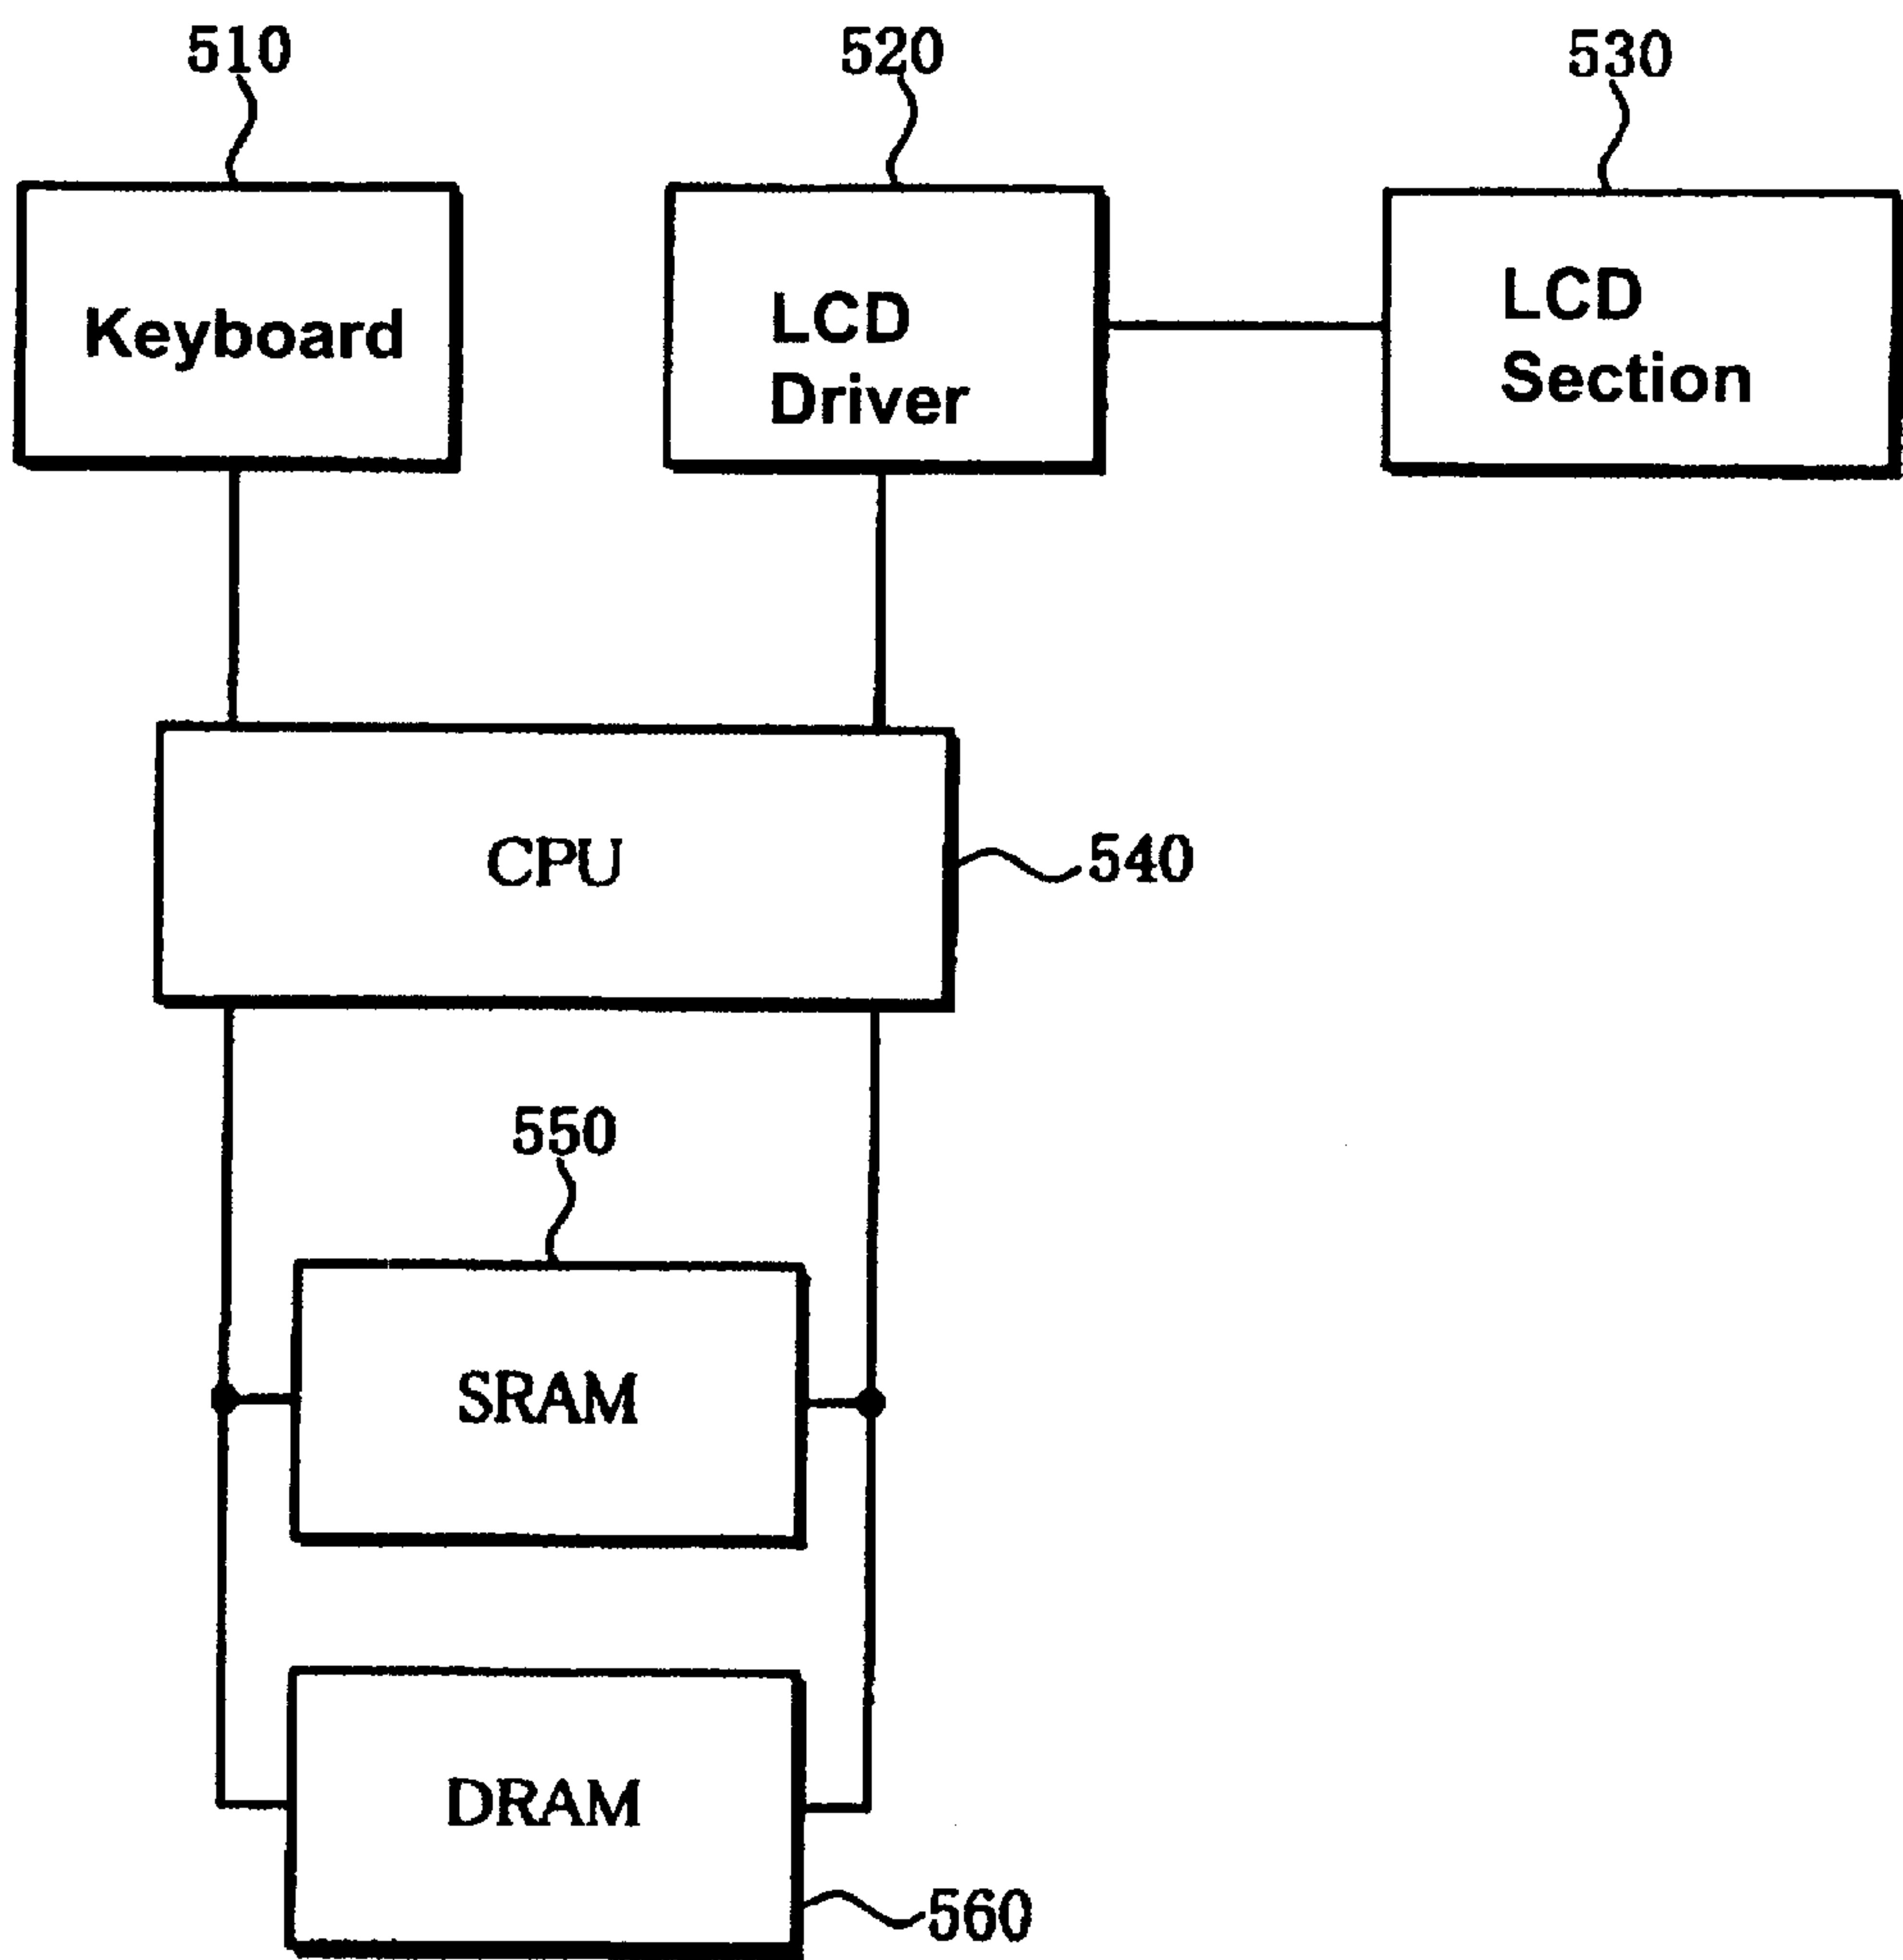 510
520
530
Keyboard
LCD
Driver
LCD
Section
CPU
540
550
SRAM
DRAM
560